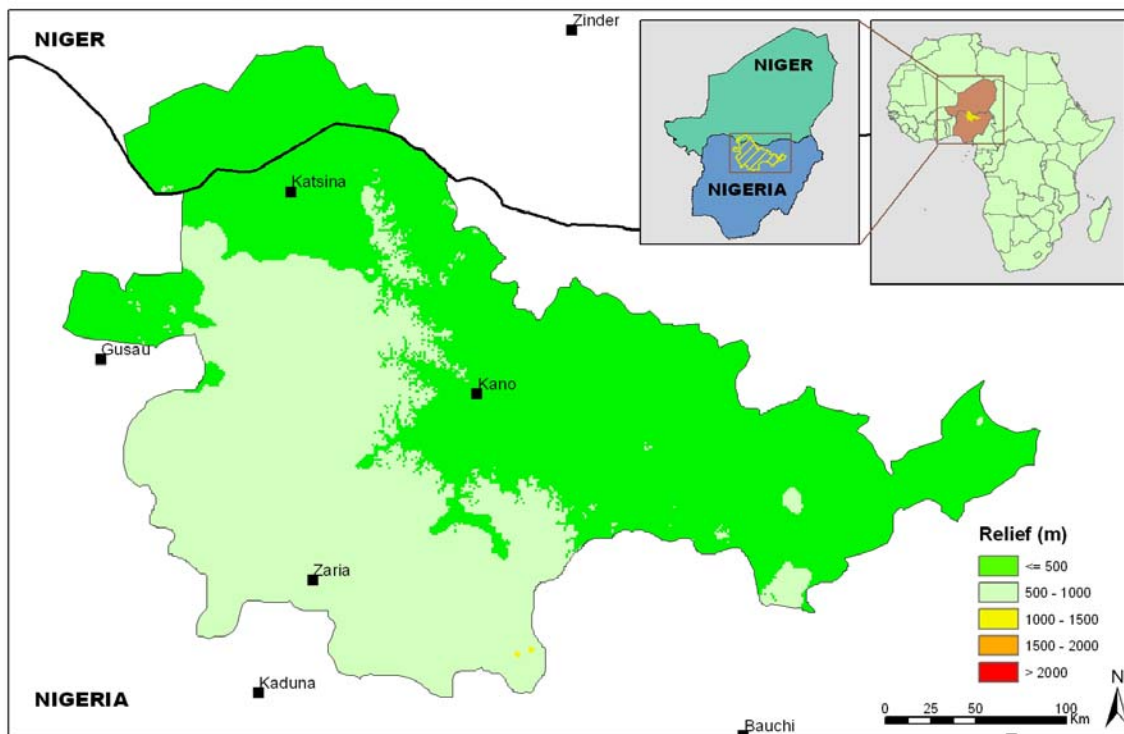 NIGER
Zinder
NIGER
NIGERIA
Katsina
Gusau
Kano
Zaria
Kaduna
NIGERIA
Bauchi
Relief (m)
<= 500
500 - 1000
1000 - 1500
1500 - 2000
> 2000
N
0 25 50 100
Km